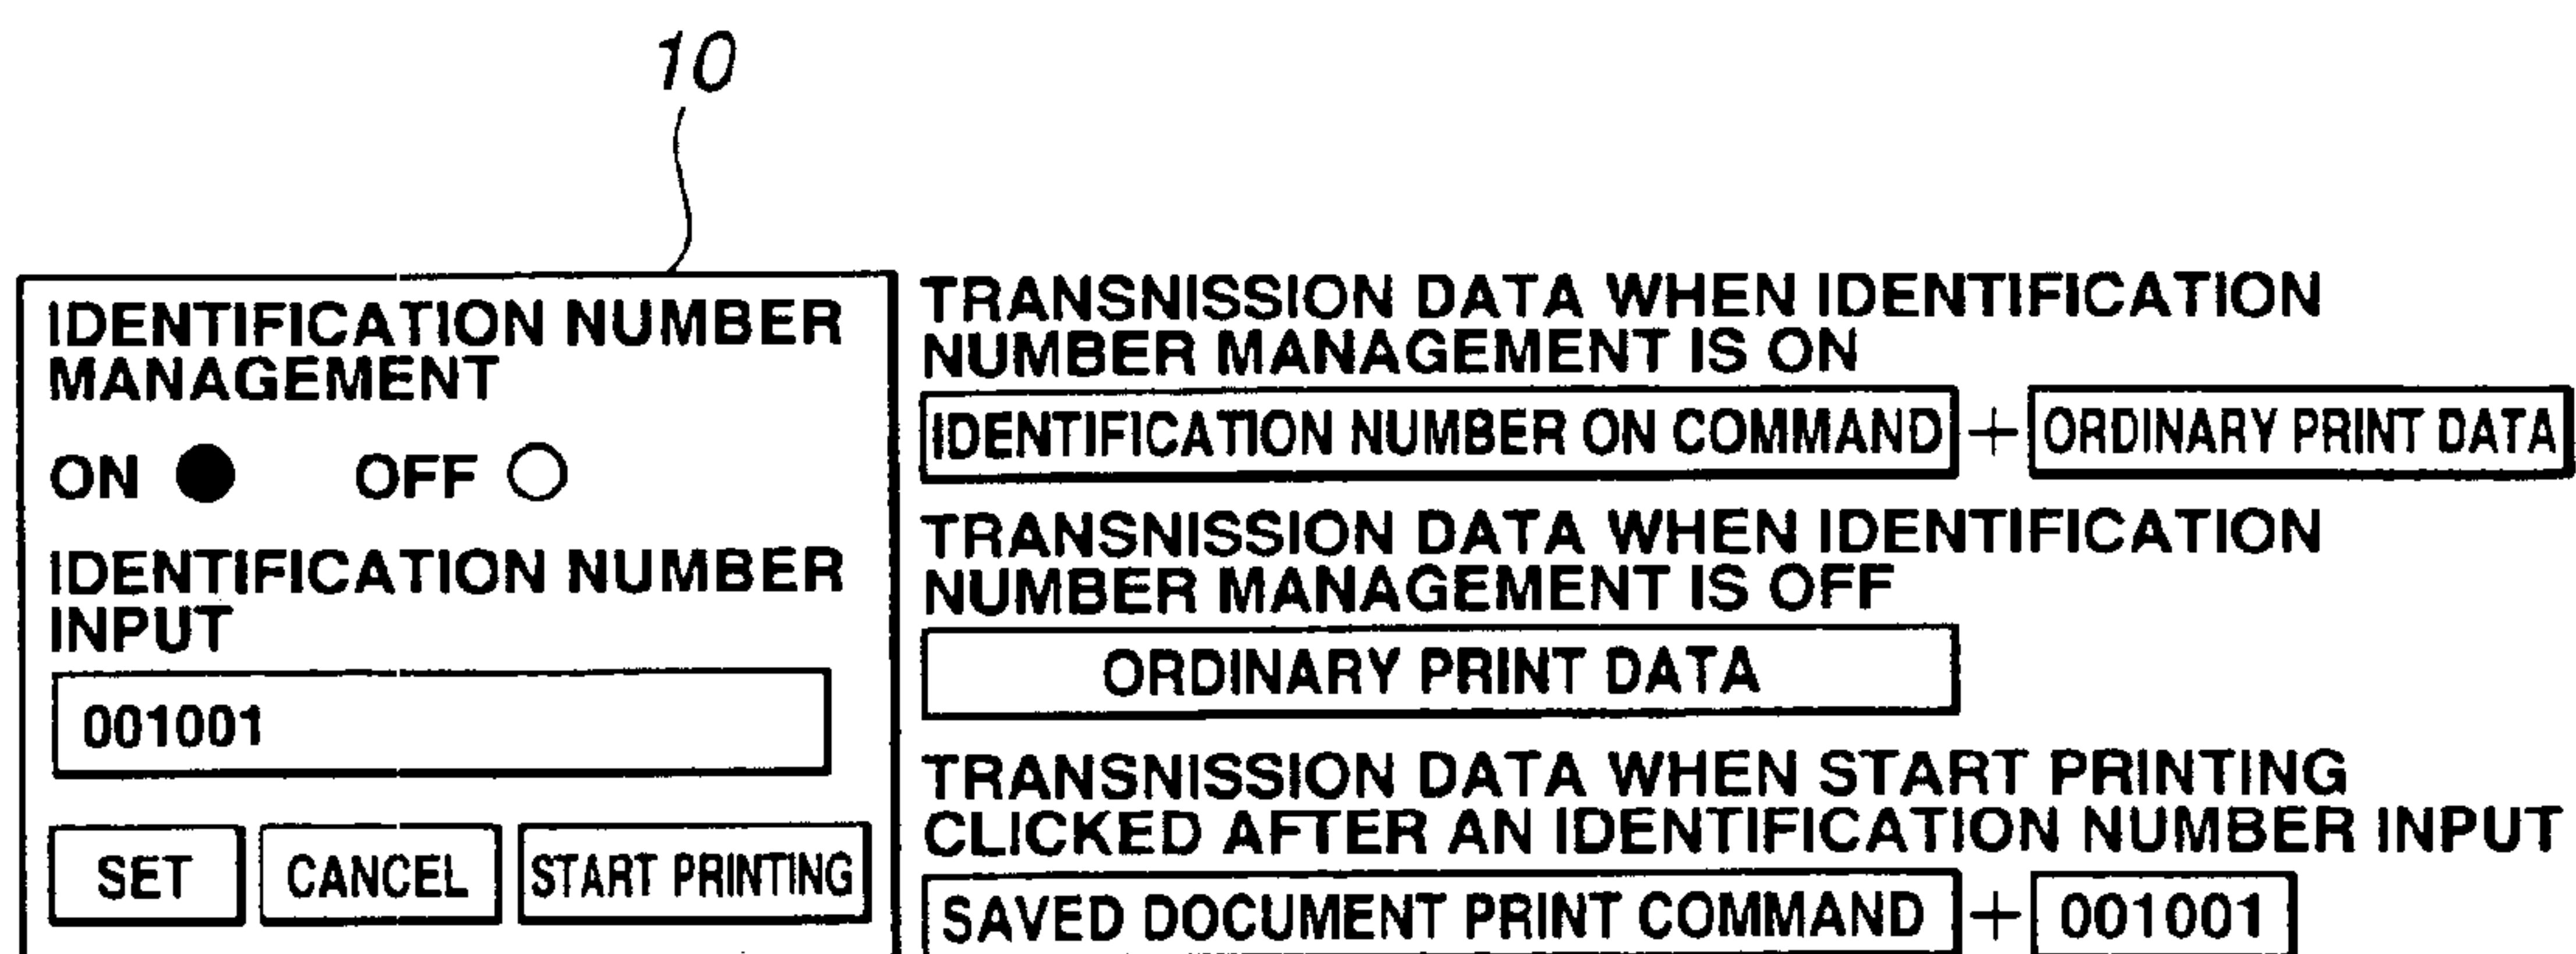 10
IDENTIFICATION NUMBER
MANAGEMENT
ON OFF
IDENTIFICATION NUMBER
INPUT
001001
SET CANCEL START PRINTING
TRANSNISSION DATA WHEN IDENTIFICATION
NUMBER MANAGEMENT IS ON
IDENTIFICATION NUMBER ON COMMAND + ORDINARY PRINT DATA
TRANSNISSION DATA WHEN IDENTIFICATION
NUMBER MANAGEMENT IS OFF
ORDINARY PRINT DATA
TRANSNISSION DATA WHEN START PRINTING
CLICKED AFTER AN IDENTIFICATION NUMBER INPUT
SAVED DOCUMENT PRINT COMMAND + 001001